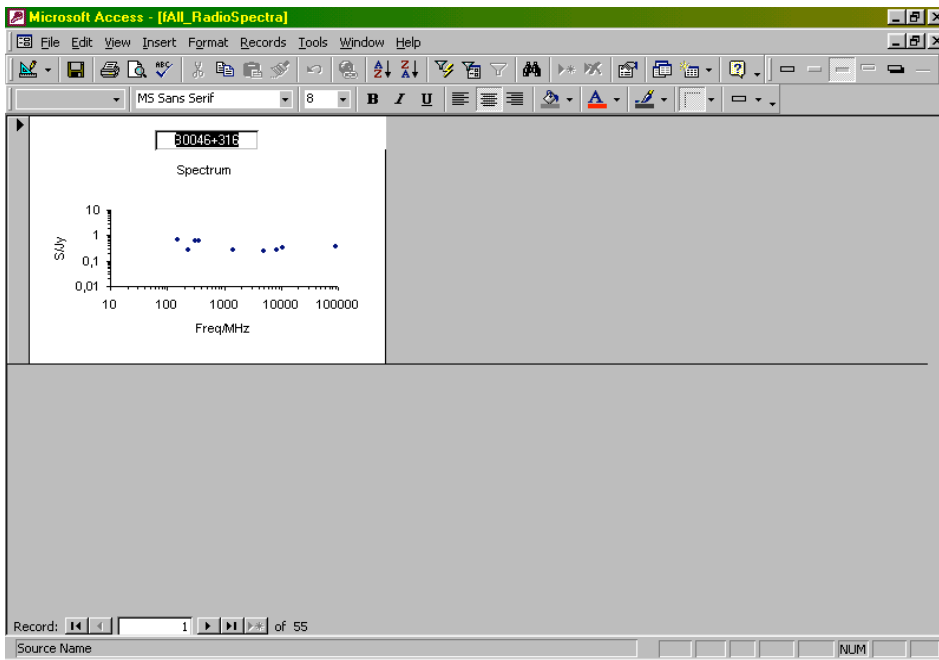 Microsoft Access - [fAll_RadioSpectra]
File Edit View Insert Format Records Tools Window Help
MS Sans Serif 8 B I U A
B0046+316
Spectrum
10
1
0,1
0,01
S/Jy
10 100 1000 10000 100000
Freq/MHz
Record: 1 of 55
Source Name NUM